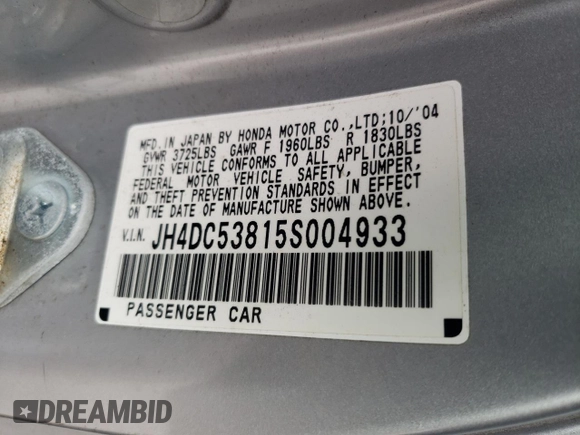 MFD.IN JAPAN BY HONDA MOTOR CO.,LTD;10/'04
GVWR 3725LBS GAWR F 1960LBS R 1830LBS
THIS VEHICLE CONFORMS TO ALL APPLICABLE
FEDERAL MOTOR VEHICLE SAFETY, BUMPER,
AND THEFT PREVENTION STANDARDS IN EFFECT
ON THE DATE OF MANUFACTURE SHOWN ABOVE.
V.I.N. JH4DC53815S004933
PASSENGER CAR
DREAMBID